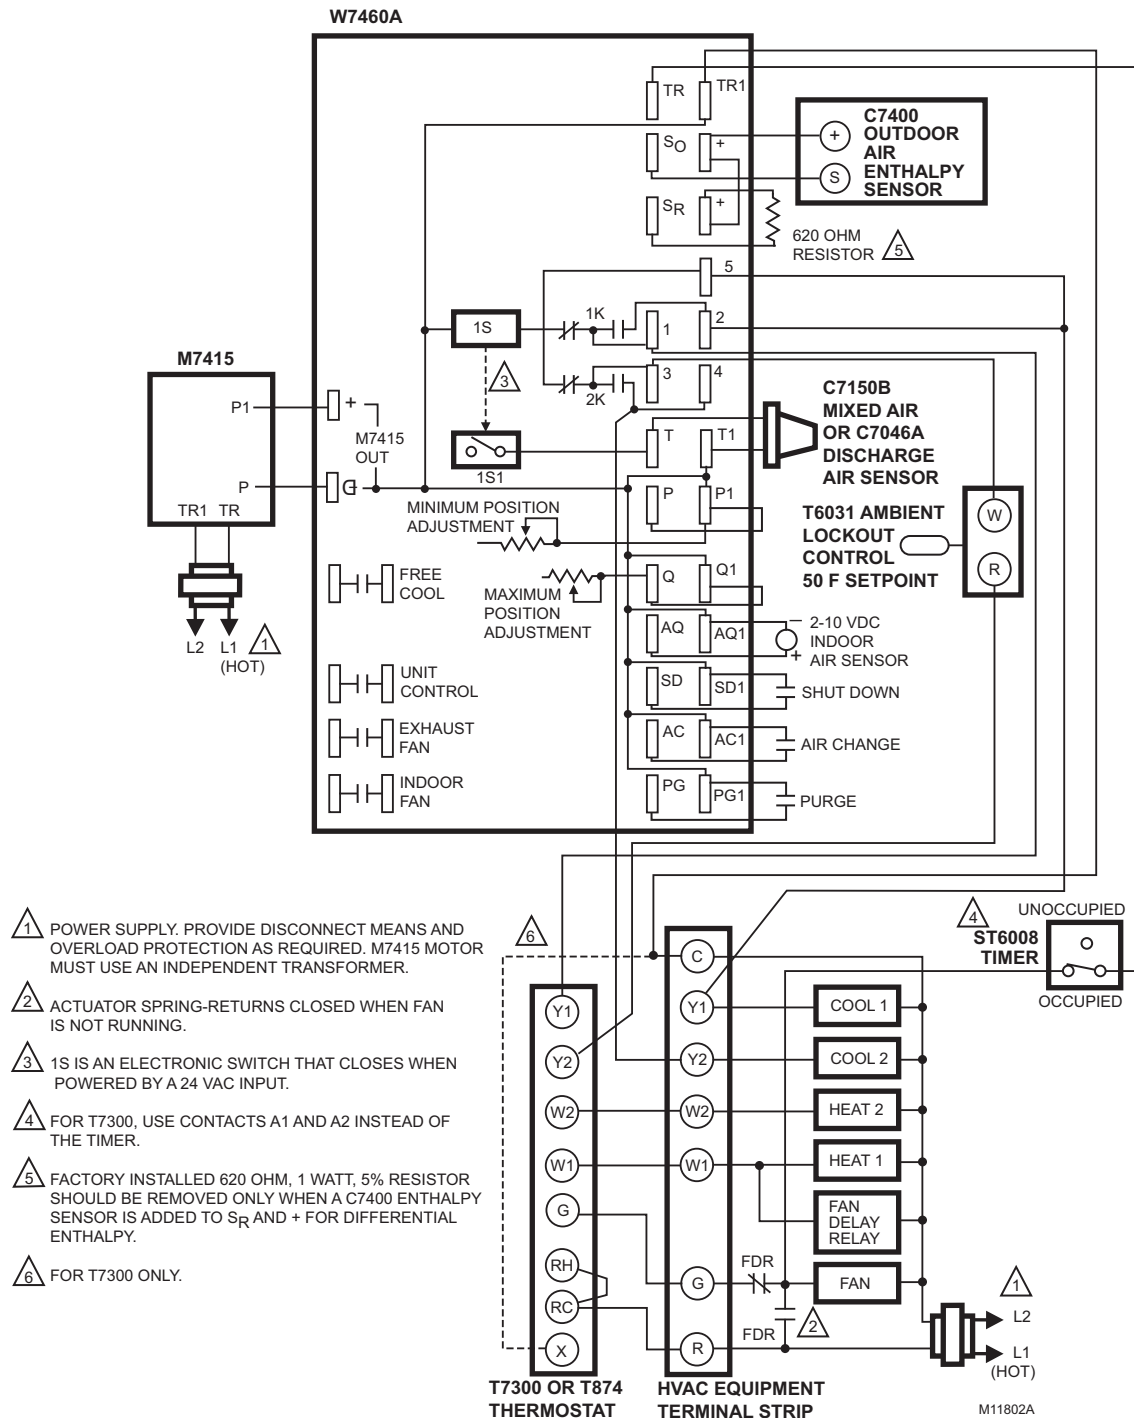 W7460A
TR
TR1
C7400
OUTDOOR
AIR
ENTHALPY
SENSOR
+
S
SO
+
SR
+
620 OHM
RESISTOR 5
5
1S
1K
1
2
3
2K
3
4
M7415
P1
P
TR1
TR
+
M7415
OUT
–
1S1
T
T1
C7150B
MIXED AIR
OR C7046A
DISCHARGE
AIR SENSOR
P
P1
MINIMUM POSITION
ADJUSTMENT
T6031 AMBIENT
LOCKOUT
CONTROL
50 F SETPOINT
W
R
FREE
COOL
MAXIMUM
POSITION
ADJUSTMENT
Q
Q1
L2
L1
(HOT)
1
AQ
AQ1
– 2-10 VDC
INDOOR
+ AIR SENSOR
UNIT
CONTROL
SD
SD1
SHUT DOWN
EXHAUST
FAN
AC
AC1
AIR CHANGE
INDOOR
FAN
PG
PG1
PURGE
1 POWER SUPPLY. PROVIDE DISCONNECT MEANS AND
OVERLOAD PROTECTION AS REQUIRED. M7415 MOTOR
MUST USE AN INDEPENDENT TRANSFORMER.
2 ACTUATOR SPRING-RETURNS CLOSED WHEN FAN
IS NOT RUNNING.
3 1S IS AN ELECTRONIC SWITCH THAT CLOSES WHEN
POWERED BY A 24 VAC INPUT.
4 FOR T7300, USE CONTACTS A1 AND A2 INSTEAD OF
THE TIMER.
5 FACTORY INSTALLED 620 OHM, 1 WATT, 5% RESISTOR
SHOULD BE REMOVED ONLY WHEN A C7400 ENTHALPY
SENSOR IS ADDED TO SR AND + FOR DIFFERENTIAL
ENTHALPY.
6 FOR T7300 ONLY.
6
Y1
Y2
W2
W1
G
RH
RC
X
T7300 OR T874
THERMOSTAT
C
Y1
Y2
W2
W1
G
R
HVAC EQUIPMENT
TERMINAL STRIP
4
UNOCCUPIED
ST6008
TIMER
OCCUPIED
COOL 1
COOL 2
HEAT 2
HEAT 1
FAN
DELAY
RELAY
FDR
FAN
FDR
2
1
L2
L1
(HOT)
M11802A